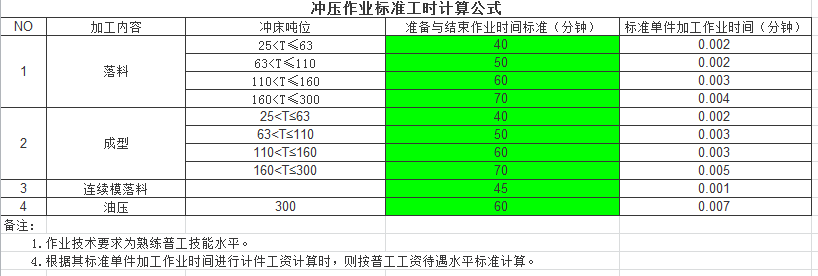 冲压作业标准工时计算公式
NO 加工内容 冲床吨位 准备与结束作业时间标准（分钟） 标准单件加工作业时间（分钟）
1 落料 25<T≤63 40 0.002
63<T≤110 50 0.002
110<T≤160 60 0.003
160<T≤300 70 0.004
2 成型 25<T≤63 40 0.002
63<T≤110 50 0.003
110<T≤160 60 0.003
160<T≤300 70 0.005
3 连续模落料 45 0.001
4 油压 300 60 0.007
备注：
1.作业技术要求为熟练普工技能水平。
4.根据其标准单件加工作业时间进行计件工资计算时，则按普工工资待遇水平标准计算。